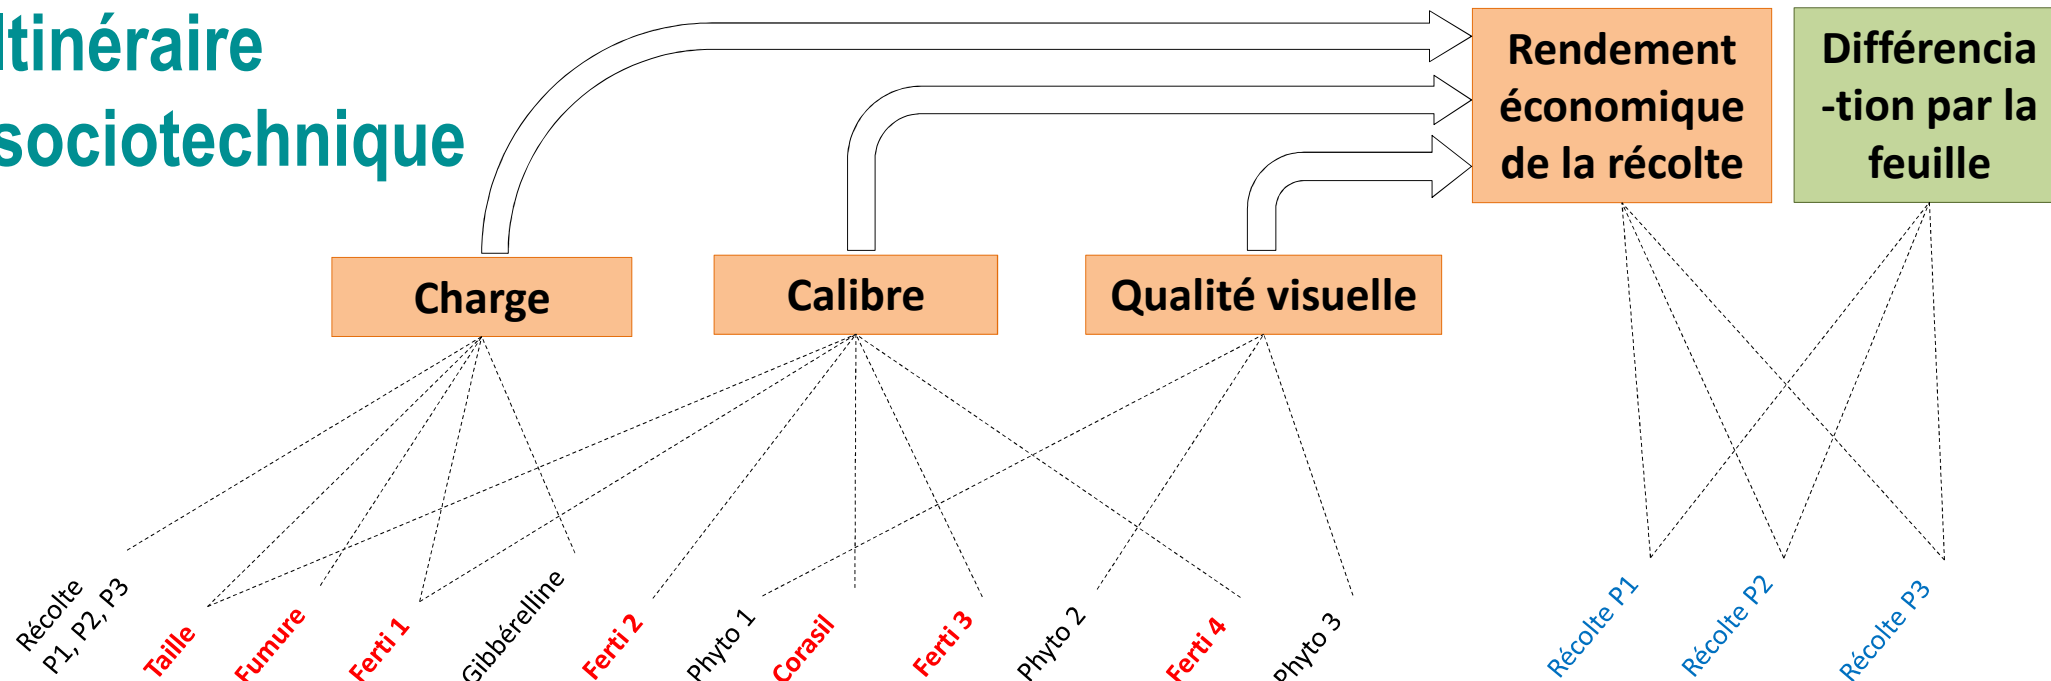 Itinéraire
sociotechnique
Rendement
économique
de la récolte
Différencia
-tion par la
feuille
Charge
Calibre
Qualité visuelle
Récolte
P1, P2, P3
Taille
Fumure
Ferti 1
Gibbérelline
Ferti 2
Phyto 1
Corasil
Ferti 3
Phyto 2
Ferti 4
Phyto 3
Récolte P1
Récolte P2
Récolte P3